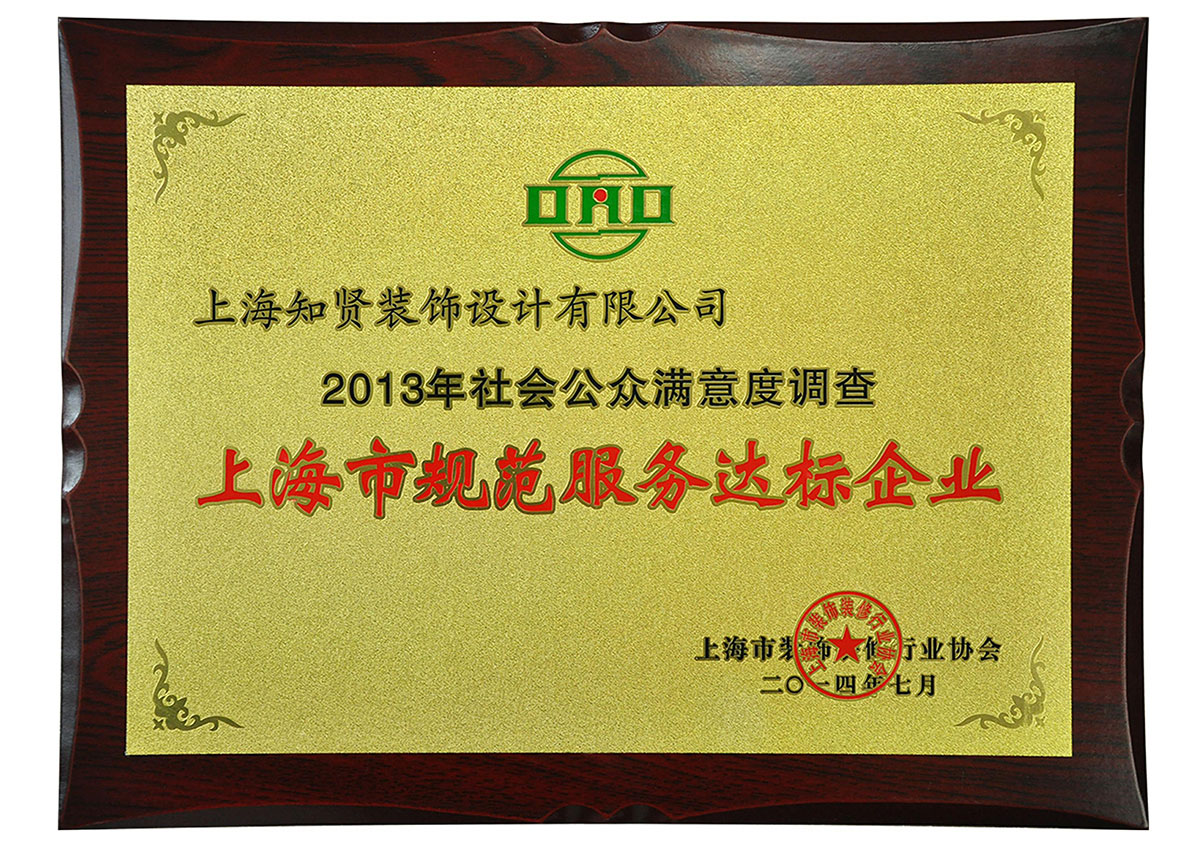 上海知贤装饰设计有限公司
2013年社会公众满意度调查
上海市规范服务达标企业
上海市装饰装修行业协会
上海市装饰装修行业协会
二〇一四年七月